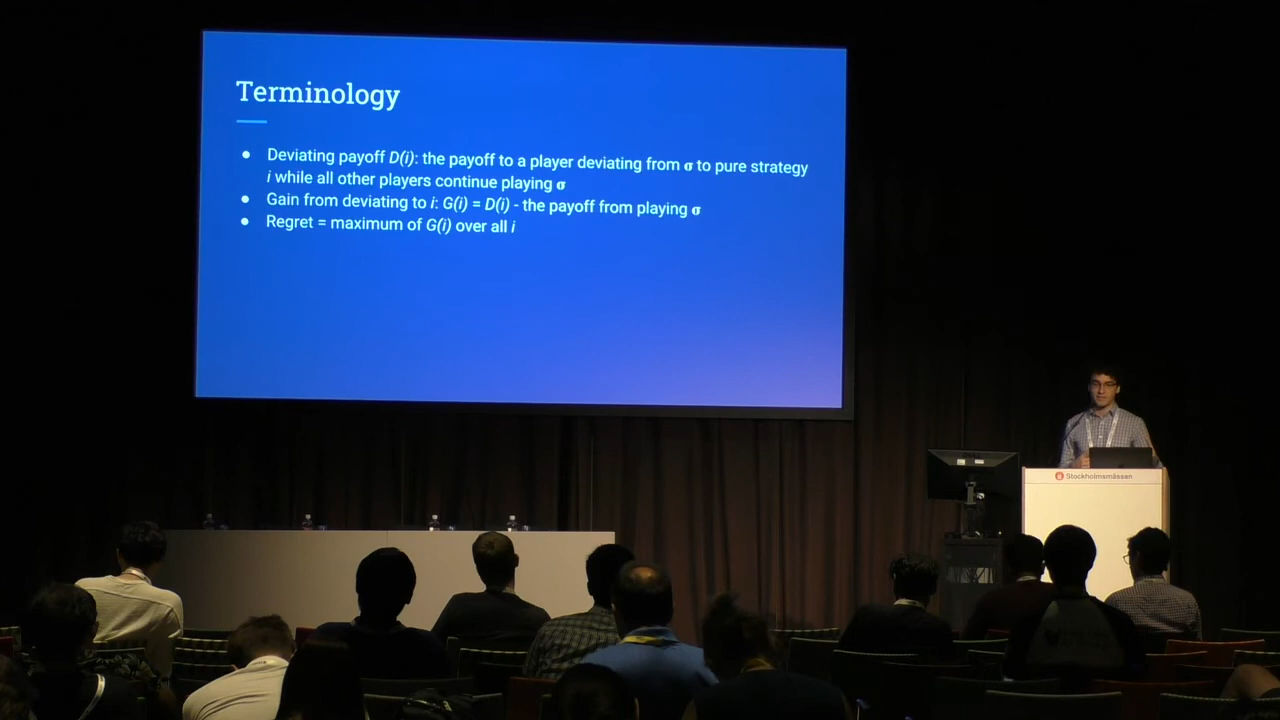 Terminology
● Deviating payoff D(i): the payoff to a player deviating from σ to pure strategy
i while all other players continue playing σ
● Gain from deviating to i: G(i) = D(i) - the payoff from playing σ
● Regret = maximum of G(i) over all i
Stockholmsmässan